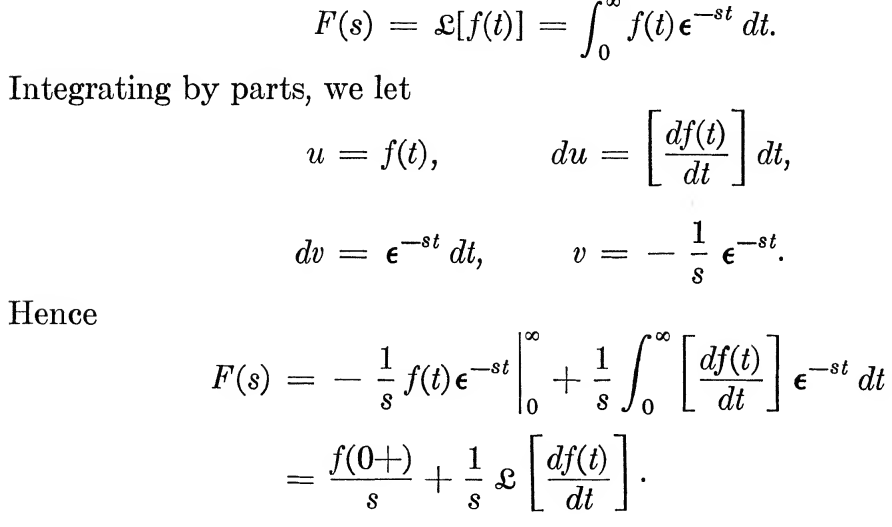 $F(s) = \mathcal{L}[f(t)] = \int_0^\infty f(t)\epsilon^{-st}\,dt.$
Integrating by parts, we let
$u = f(t), \qquad du = \left[\frac{df(t)}{dt}\right] dt,$
$dv = \epsilon^{-st}\,dt, \qquad v = -\frac{1}{s}\,\epsilon^{-st}.$
Hence
$F(s) = -\frac{1}{s} f(t)\epsilon^{-st}\Big|_0^\infty + \frac{1}{s}\int_0^\infty \left[\frac{df(t)}{dt}\right]\epsilon^{-st}\,dt$
$= \frac{f(0+)}{s} + \frac{1}{s}\,\mathcal{L}\left[\frac{df(t)}{dt}\right].$